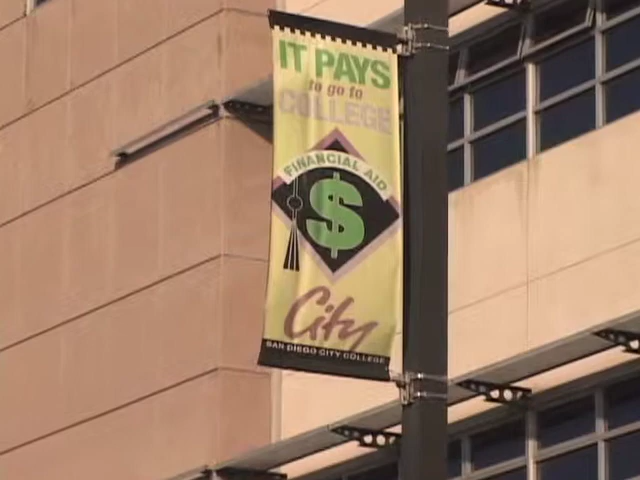 IT PAYS
to go to
COLLEGE
FINANCIAL AID
$
City
SAN DIEGO CITY COLLEGE